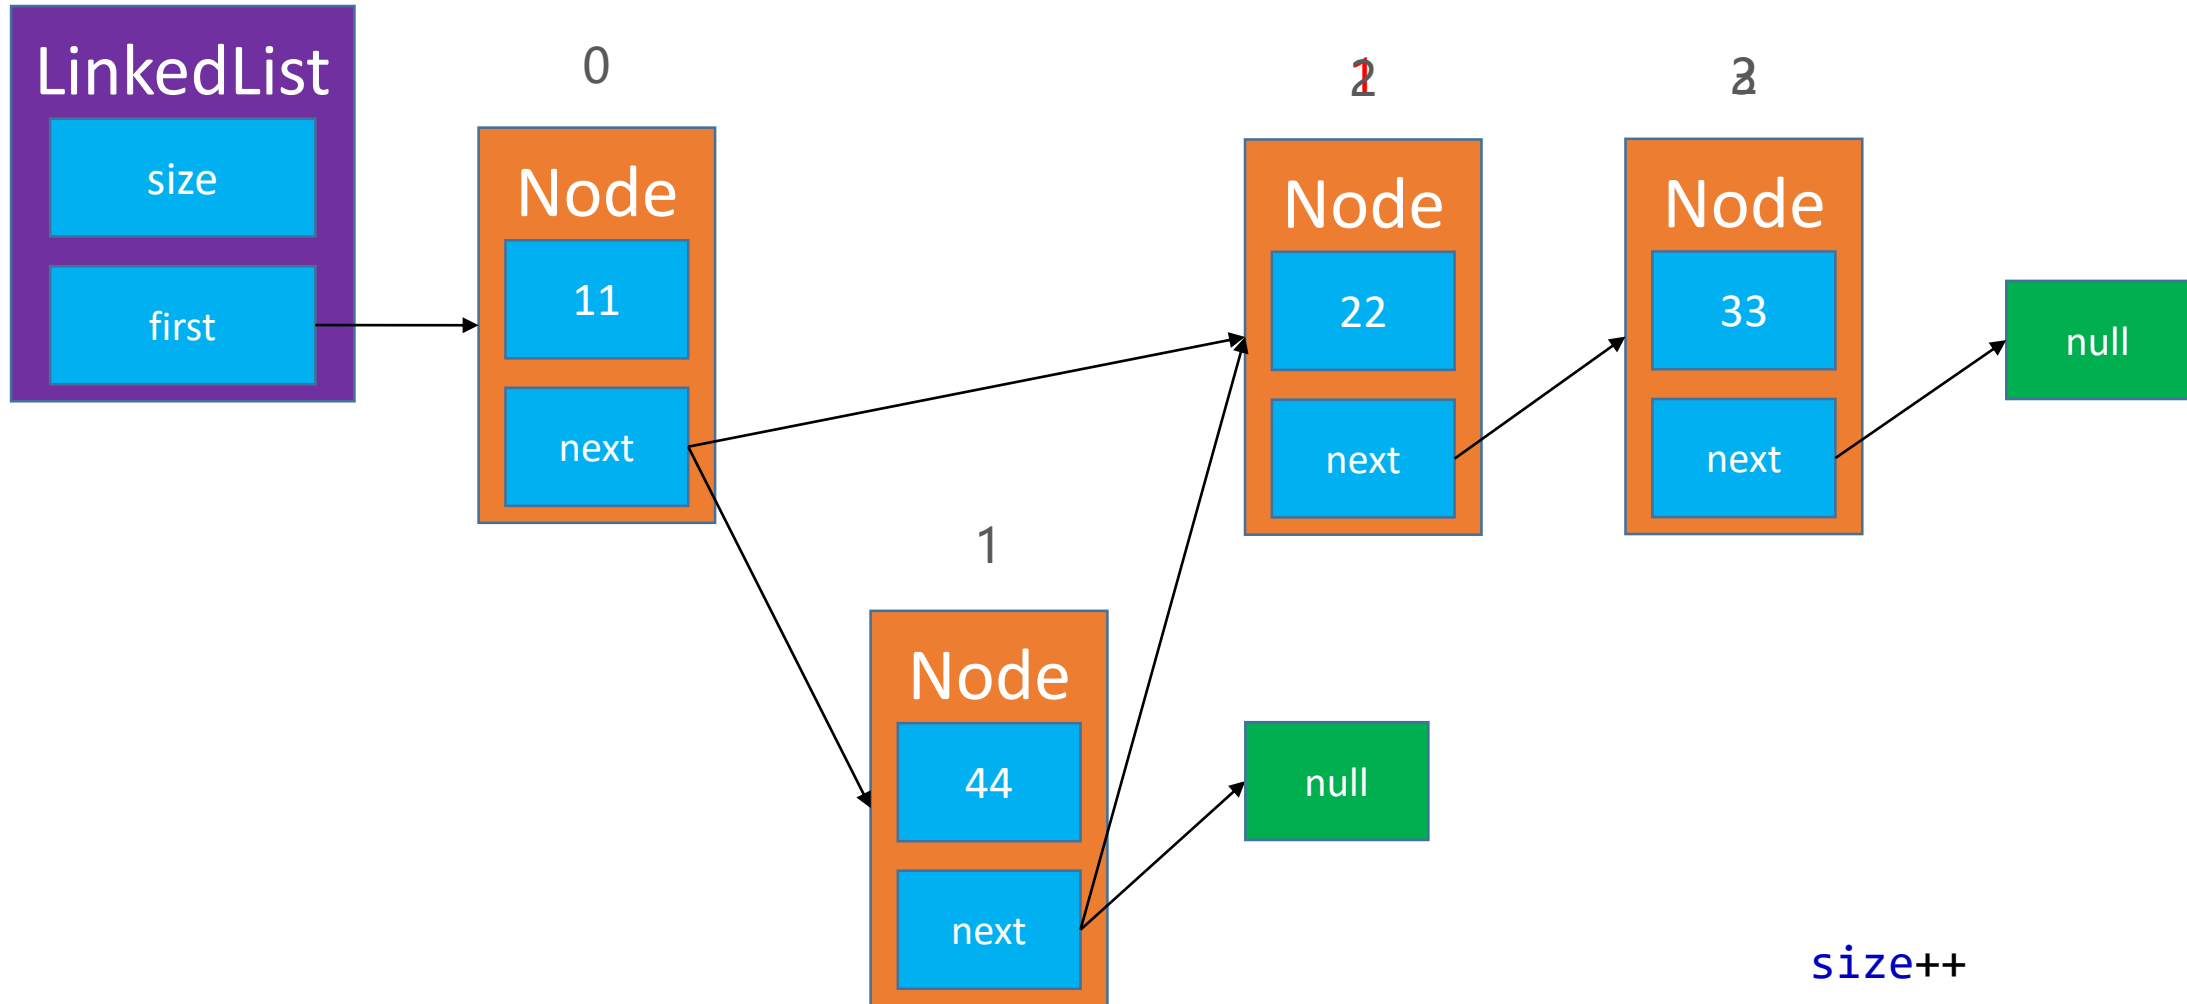 LinkedList
size
first
0
Node
11
next
1
Node
44
next
Node
22
next
Node
33
next
null
null
size++